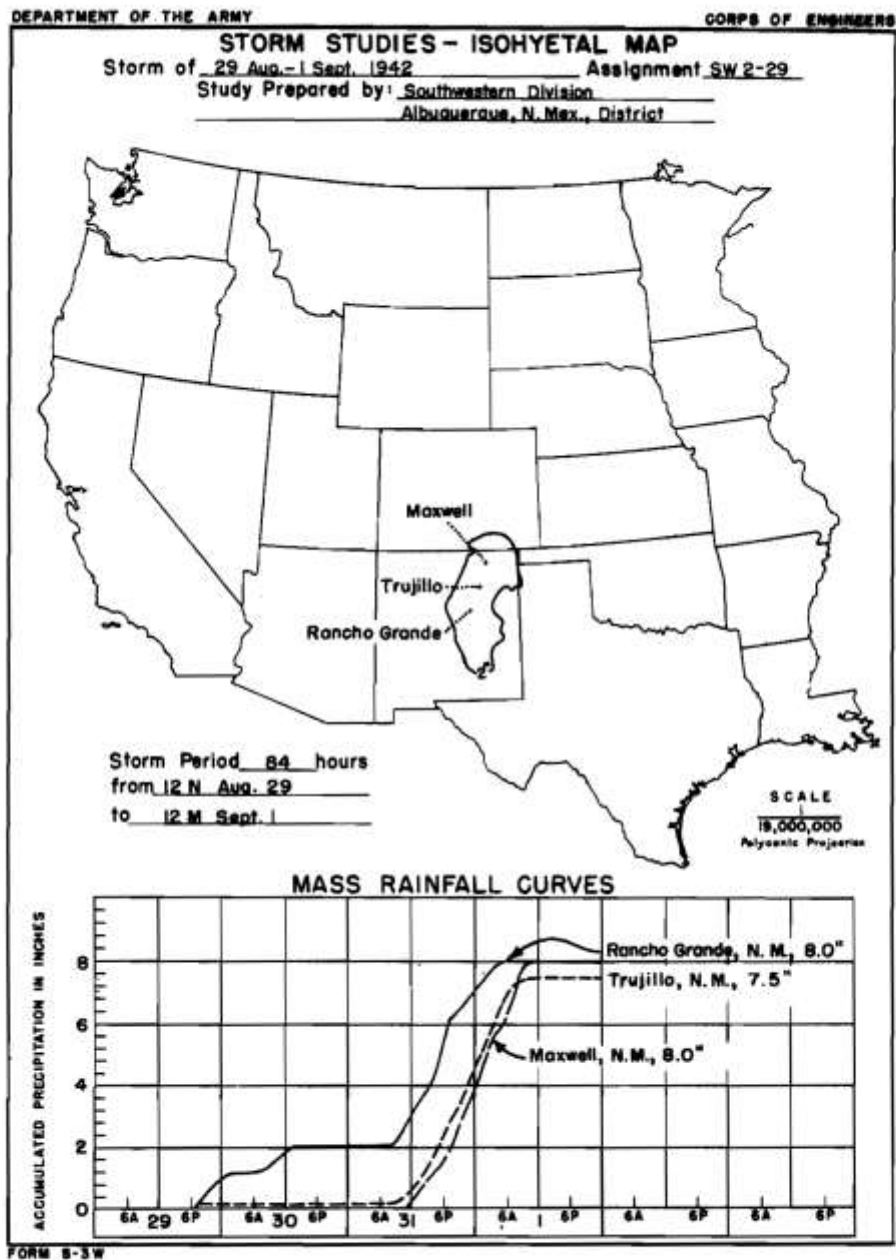 DEPARTMENT OF THE ARMY CORPS OF ENGINEERS
STORM STUDIES - ISOHYETAL MAP
Storm of 29 Aug.-1 Sept. 1942 Assignment SW 2-29
Study Prepared by: Southwestern Division
Albuquerque, N. Mex., District
Maxwell
Trujillo
Rancho Grande
2"
Storm Period 84 hours
from 12 N Aug. 29
to 12 M Sept. 1
SCALE
1
19,000,000
Polyconic Projection
MASS RAINFALL CURVES
ACCUMULATED PRECIPITATION IN INCHES
8
6
4
2
0
Rancho Grande, N. M., 8.0"
Trujillo, N.M., 7.5"
Maxwell, N.M., 8.0"
6A 29 6P 6A 30 6P 6A 31 6P 6A 1 6P 6A 6P 6A 6P
FORM S-3W